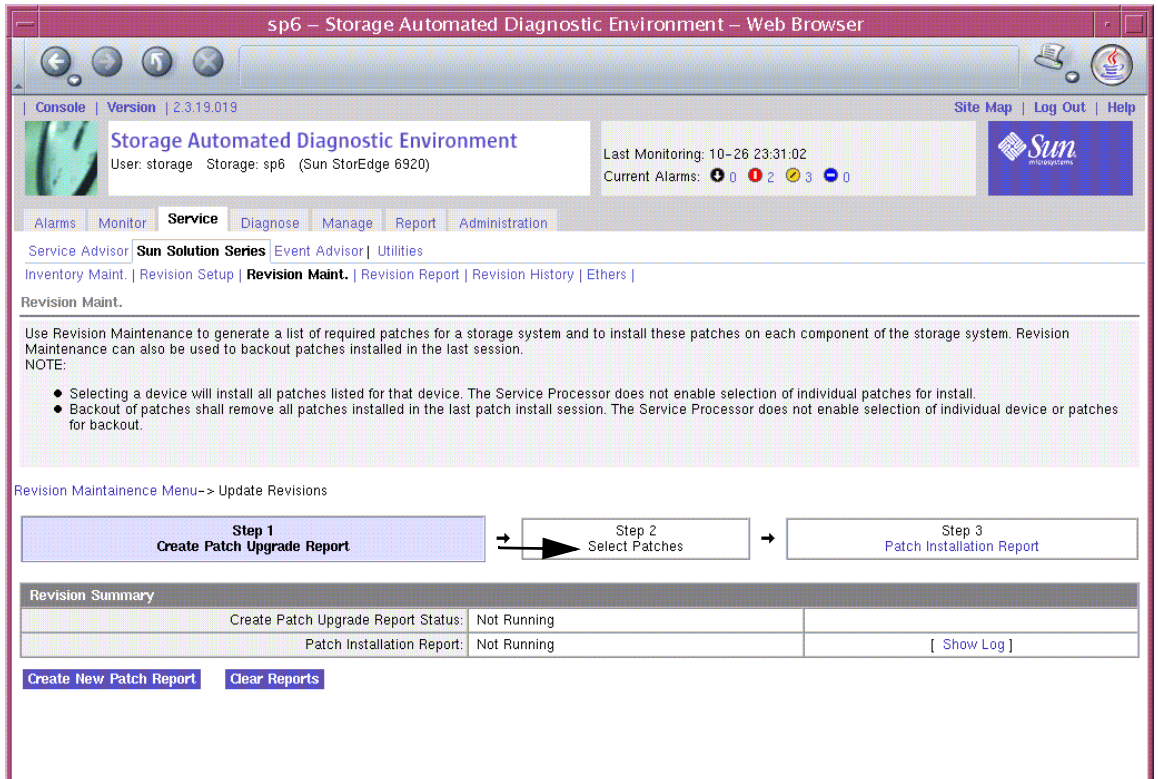 sp6 – Storage Automated Diagnostic Environment – Web Browser
| Console | Version | 2.3.19.019
Site Map | Log Out | Help
Storage Automated Diagnostic Environment
User: storage Storage: sp6 (Sun StorEdge 6920)
Last Monitoring: 10-26 23:31:02
Current Alarms: 0 2 3 0
Sun
microsystems
Alarms Monitor Service Diagnose Manage Report Administration
Service Advisor Sun Solution Series Event Advisor | Utilities
Inventory Maint. | Revision Setup | Revision Maint. | Revision Report | Revision History | Ethers |
Revision Maint.
Use Revision Maintenance to generate a list of required patches for a storage system and to install these patches on each component of the storage system. Revision
Maintenance can also be used to backout patches installed in the last session.
NOTE:
● Selecting a device will install all patches listed for that device. The Service Processor does not enable selection of individual patches for install.
● Backout of patches shall remove all patches installed in the last patch install session. The Service Processor does not enable selection of individual device or patches
for backout.
Revision Maintainence Menu-> Update Revisions
Step 1
Create Patch Upgrade Report
Step 2
Select Patches
Step 3
Patch Installation Report
Revision Summary
Create Patch Upgrade Report Status: Not Running
Patch Installation Report: Not Running [ Show Log ]
Create New Patch Report Clear Reports